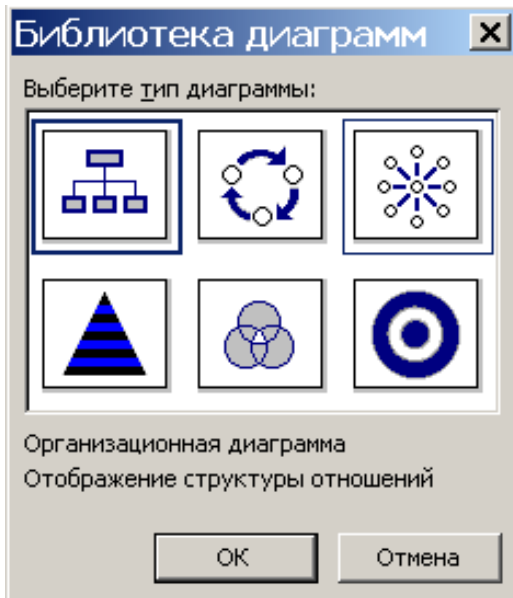 Библиотека диаграмм
Выберите тип диаграммы:
Организационная диаграмма
Отображение структуры отношений
ОК
Отмена